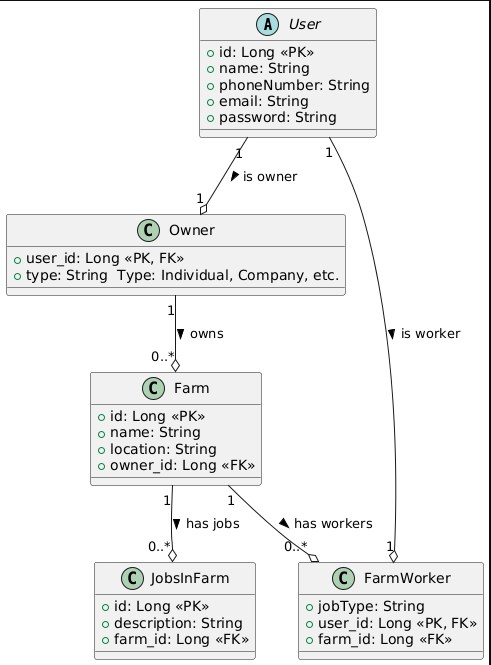 A User
id: Long «PK»
name: String
phoneNumber: String
email: String
password: String
1
1
is owner
1
C Owner
user_id: Long «PK, FK»
type: String  Type: Individual, Company, etc.
1
owns
is worker
0..*
C Farm
id: Long «PK»
name: String
location: String
owner_id: Long «FK»
1
1
has jobs
has workers
0..*
0..*
1
C JobsInFarm
id: Long «PK»
description: String
farm_id: Long «FK»
C FarmWorker
jobType: String
user_id: Long «PK, FK»
farm_id: Long «FK»